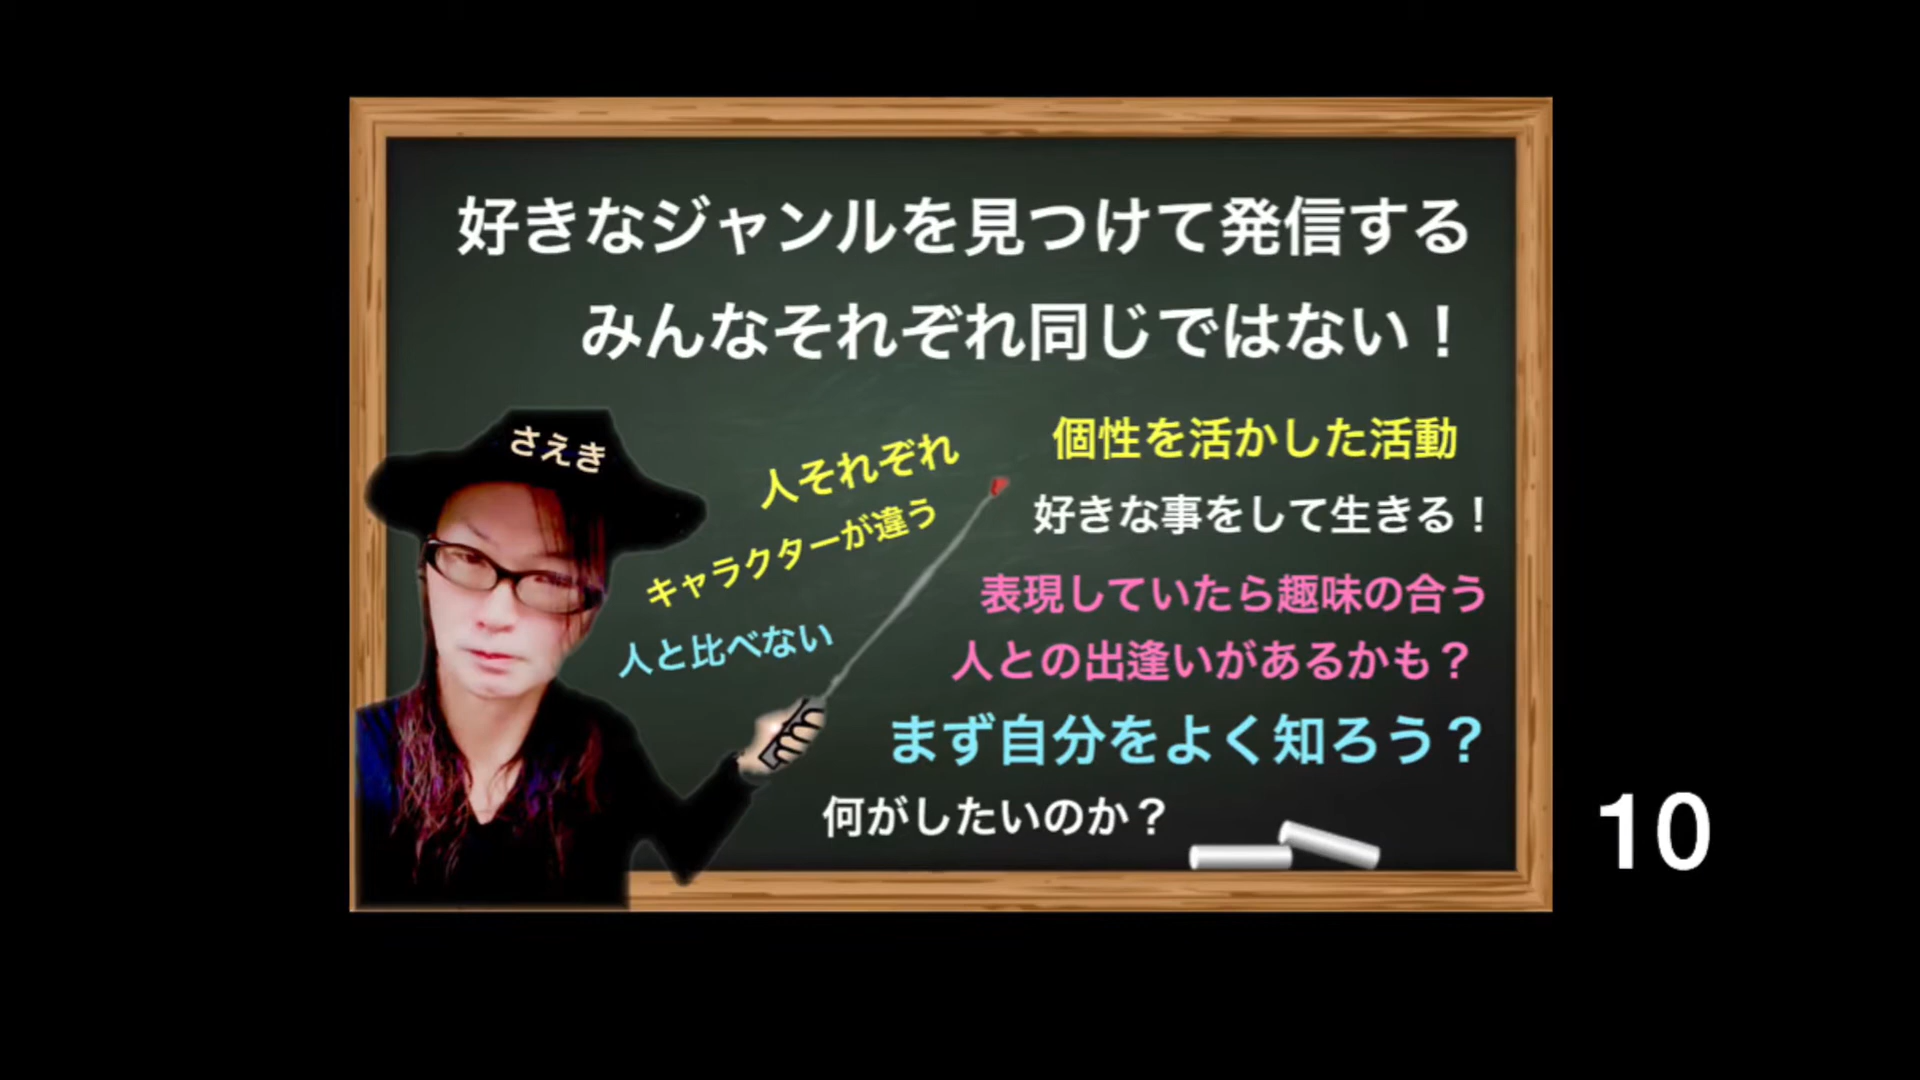 好きなジャンルを見つけて発信する
みんなそれぞれ同じではない！
さえき
人それぞれ
キャラクターが違う
人と比べない
個性を活かした活動
好きな事をして生きる！
表現していたら趣味の合う
人との出逢いがあるかも？
まず自分をよく知ろう？
何がしたいのか？
10